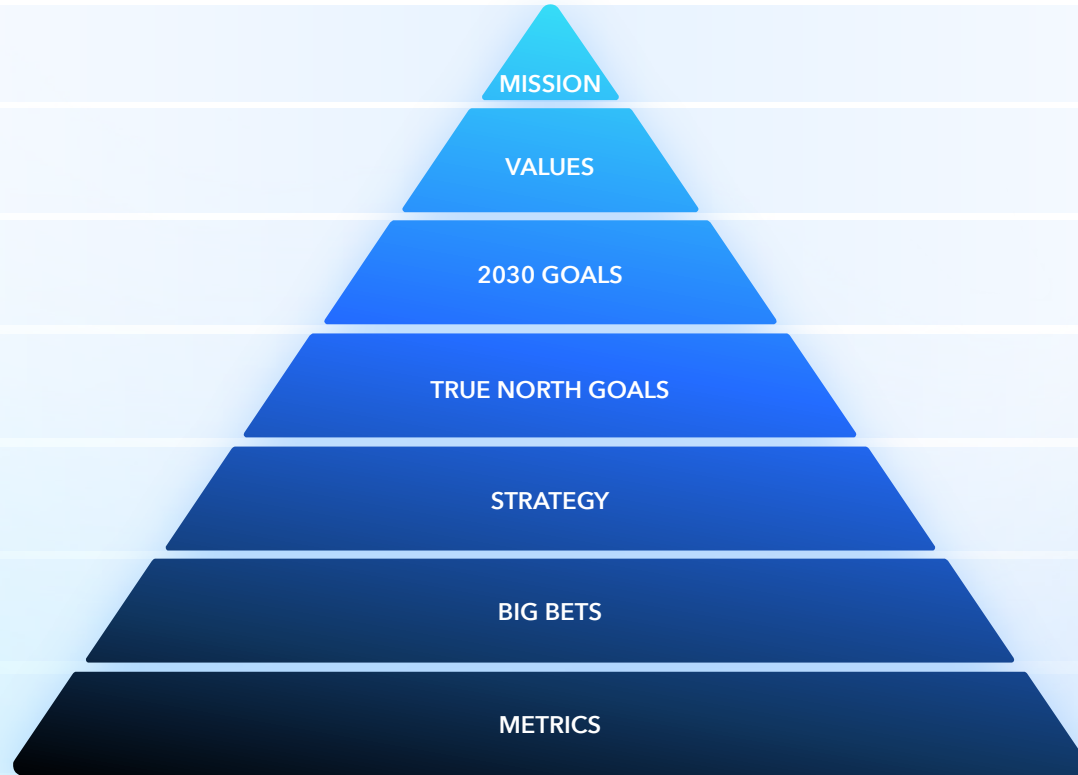 MISSION
VALUES
2030 GOALS
TRUE NORTH GOALS
STRATEGY
BIG BETS
METRICS